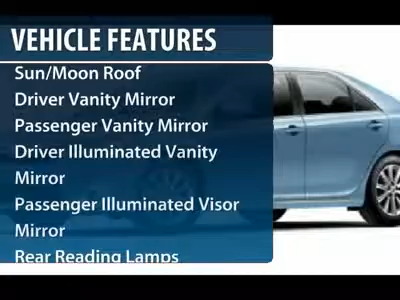 VEHICLE FEATURES
Sun/Moon Roof
Driver Vanity Mirror
Passenger Vanity Mirror
Driver Illuminated Vanity
Mirror
Passenger Illuminated Visor
Mirror
Rear Reading Lamps